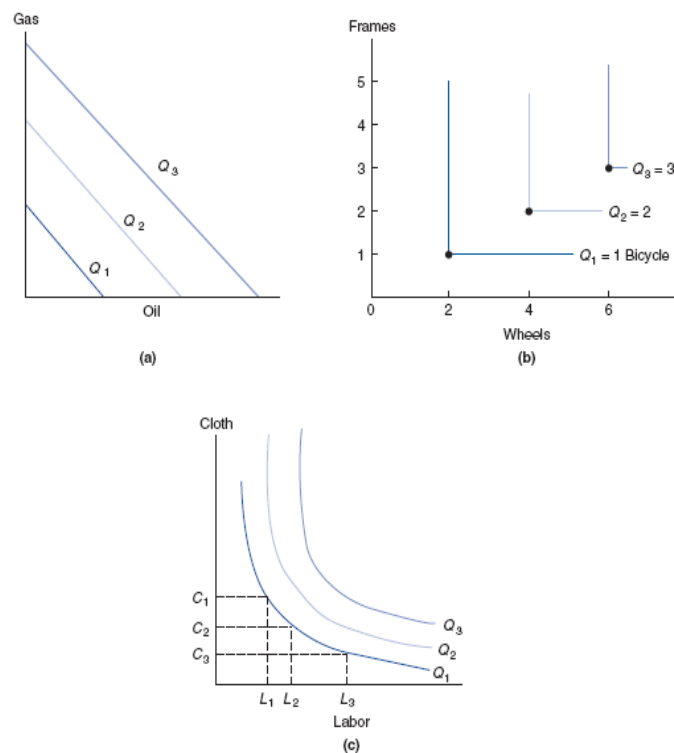 Gas
Q3
Q2
Q1
Oil
(a)
Frames
5
4
3
2
1
Q3 = 3
Q2 = 2
Q1 = 1 Bicycle
0 2 4 6
Wheels
(b)
Cloth
C1
C2
C3
Q3
Q2
Q1
L1 L2 L3
Labor
(c)